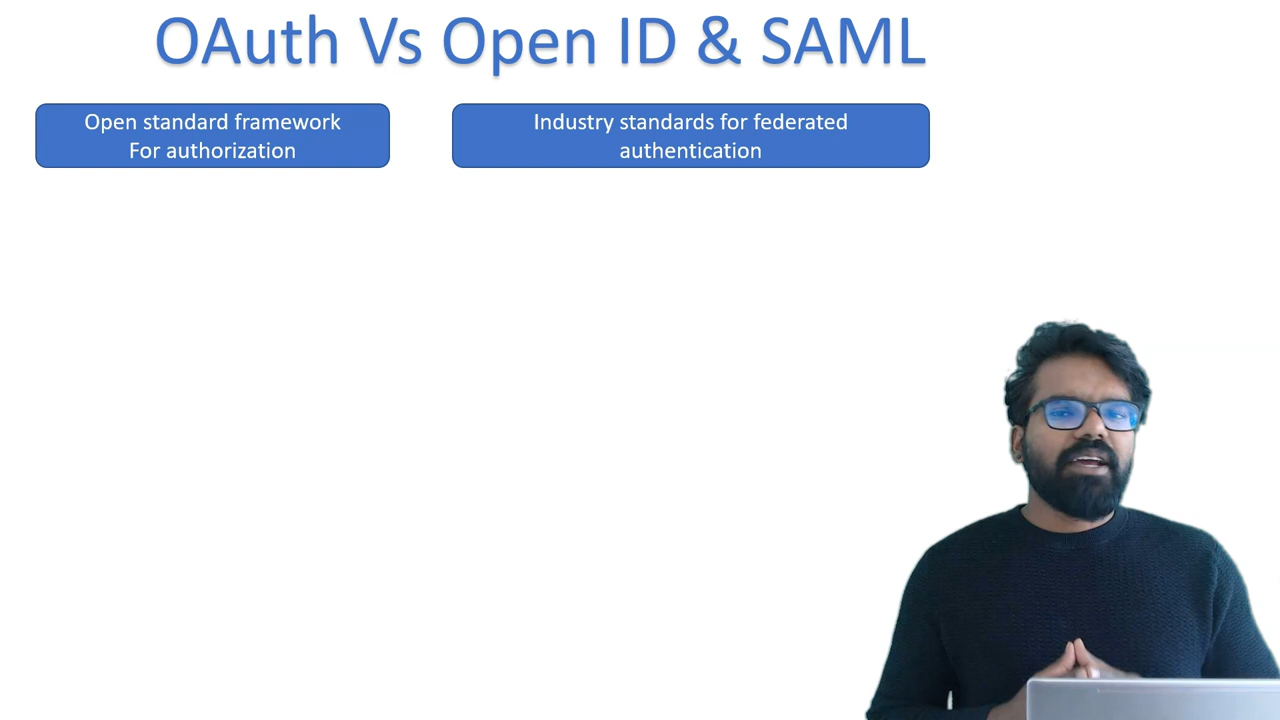 OAuth Vs Open ID & SAML
Open standard framework
For authorization
Industry standards for federated
authentication